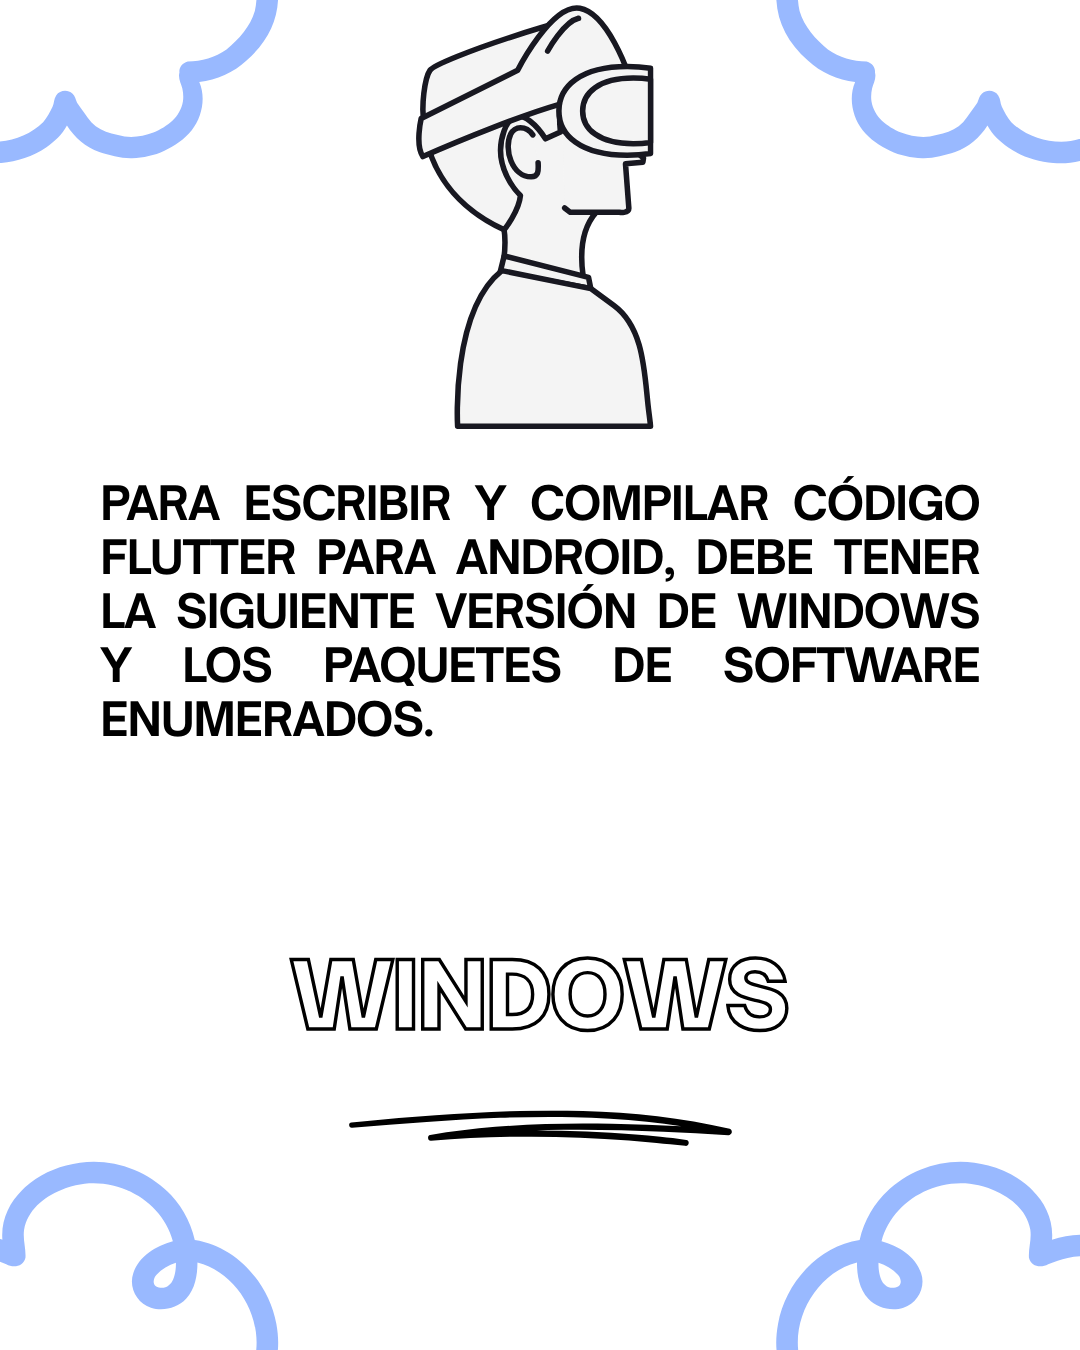 PARA ESCRIBIR Y COMPILAR CÓDIGO
FLUTTER PARA ANDROID, DEBE TENER
LA SIGUIENTE VERSIÓN DE WINDOWS
Y LOS PAQUETES DE SOFTWARE
ENUMERADOS.
WINDOWS